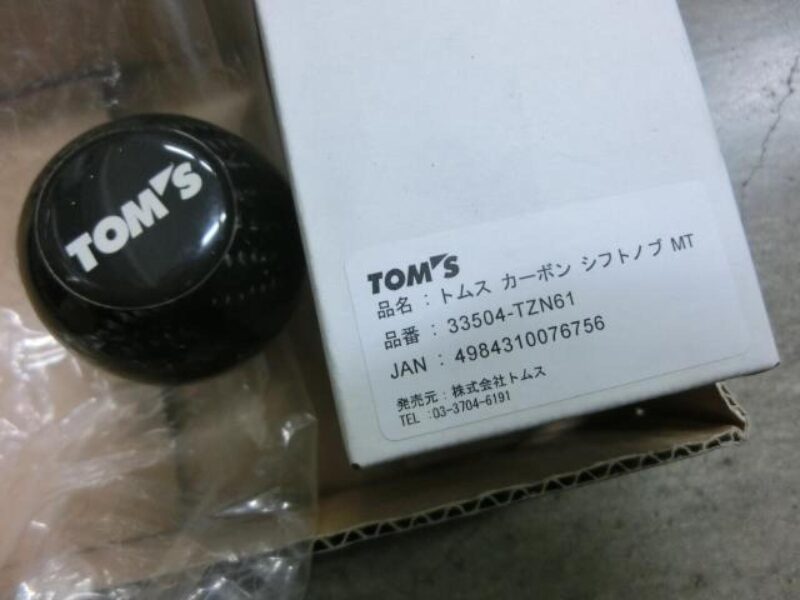 TOM'S
TOM'S
品名 : トムス カーボン シフトノブ MT
品番 : 33504-TZN61
JAN : 4984310076756
発売元 : 株式会社トムス
TEL :03-3704-6191